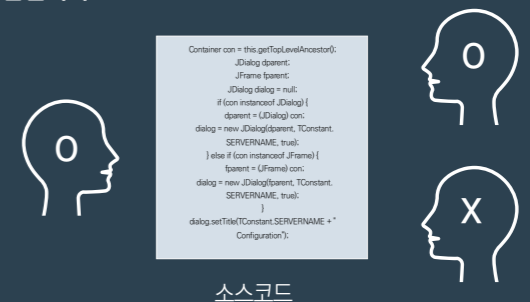 Container con = this.getTopLevelAncestor();
JDialog dparent;
JFrame fparent;
JDialog dialog = null;
if (con instanceof JDialog) {
dparent = (JDialog) con;
dialog = new JDialog(dparent, TConstant.
SERVERNAME, true);
} else if (con instanceof JFrame) {
fparent = (JFrame) con;
dialog = new JDialog(fparent, TConstant.
SERVERNAME, true);
}
dialog.setTitle(TConstant.SERVERNAME + "
Configuration");
O
O
X
소스코드